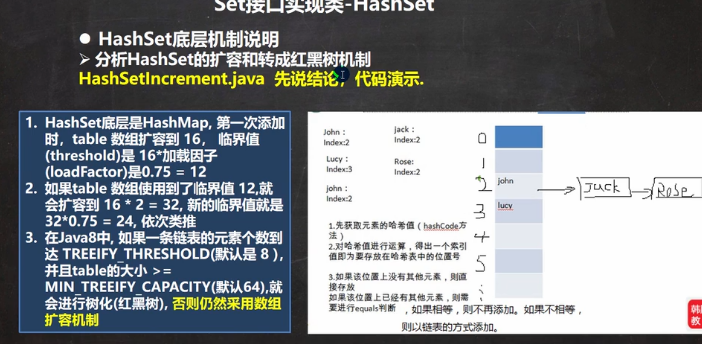 Set接口实现类-HashSet
● HashSet底层机制说明
➢ 分析HashSet的扩容和转成红黑树机制
HashSetIncrement.java 先说结论，代码演示.
1. HashSet底层是HashMap, 第一次添加
时，table 数组扩容到 16， 临界值
(threshold)是 16*加载因子
(loadFactor)是0.75 = 12
2. 如果table 数组使用到了临界值 12,就
会扩容到 16 * 2 = 32, 新的临界值就是
32*0.75 = 24, 依次类推
3. 在Java8中, 如果一条链表的元素个数到
达 TREEIFY_THRESHOLD(默认是 8 )，
并且table的大小 >=
MIN_TREEIFY_CAPACITY(默认64),就
会进行树化(红黑树), 否则仍然采用数组
扩容机制
John：
Index:2
jack：
Index:2
Lucy：
Index:3
Rose:
Index:2
john：
Index:2
0
1
2 john Jack Rose
3 lucy
4
5
1.先获取元素的哈希值（hashCode方
法）
2.对哈希值进行运算，得出一个索引
值即为要存放在哈希表中的位置号
3.如果该位置上没有其他元素，则直
接存放
如果该位置上已经有其他元素，则需
要进行equals判断 ，如果相等，则不再添加。如果不相等，
则以链表的方式添加。
韩
教